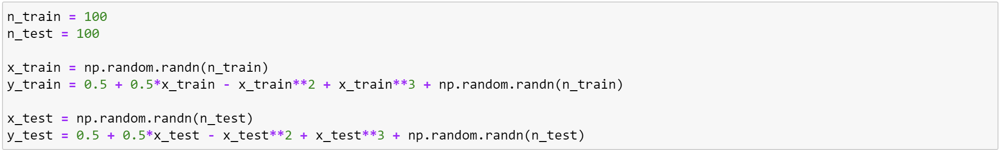 n_train = 100
n_test = 100
x_train = np.random.randn(n_train)
y_train = 0.5 + 0.5*x_train - x_train**2 + x_train**3 + np.random.randn(n_train)
x_test = np.random.randn(n_test)
y_test = 0.5 + 0.5*x_test - x_test**2 + x_test**3 + np.random.randn(n_test)